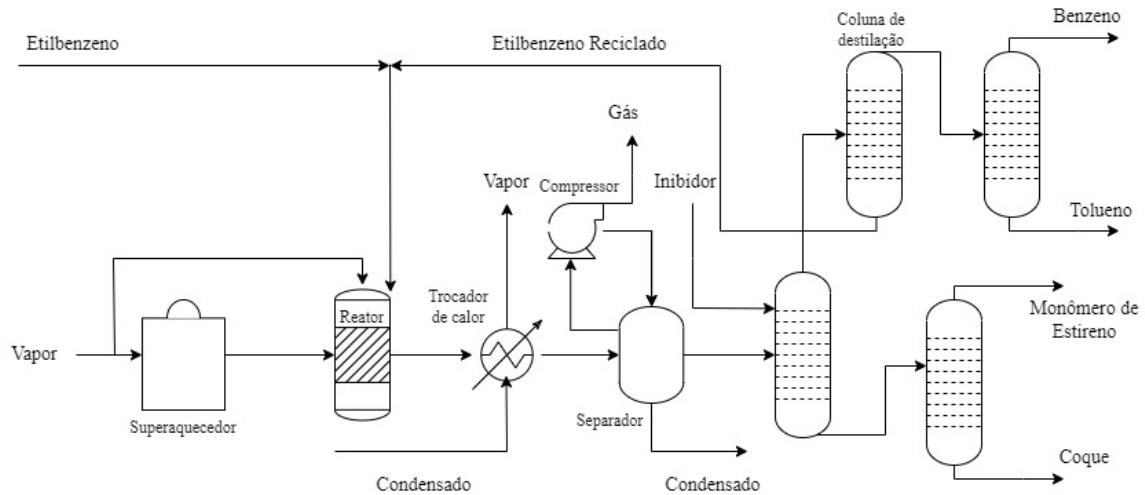 Coluna de
destilação
Benzeno
Etilbenzeno
Etilbenzeno Reciclado
Gás
Vapor
Compressor
Inibidor
Tolueno
Trocador
de calor
Reator
Monômero de
Estireno
Vapor
Superaquecedor
Separador
Coque
Condensado
Condensado